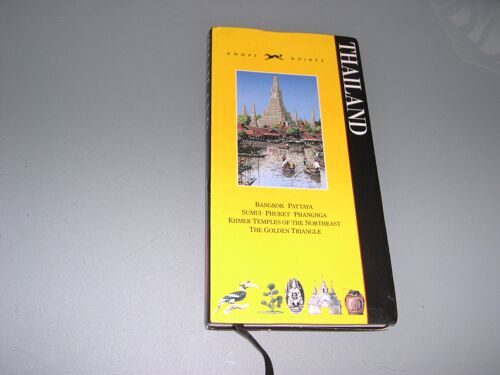 KNOPF GUIDES
THAILAND
BANGKOK · PATTAYA
SUMUI · PHUKET · PHANGNGA
KHMER TEMPLES OF THE NORTHEAST
THE GOLDEN TRIANGLE